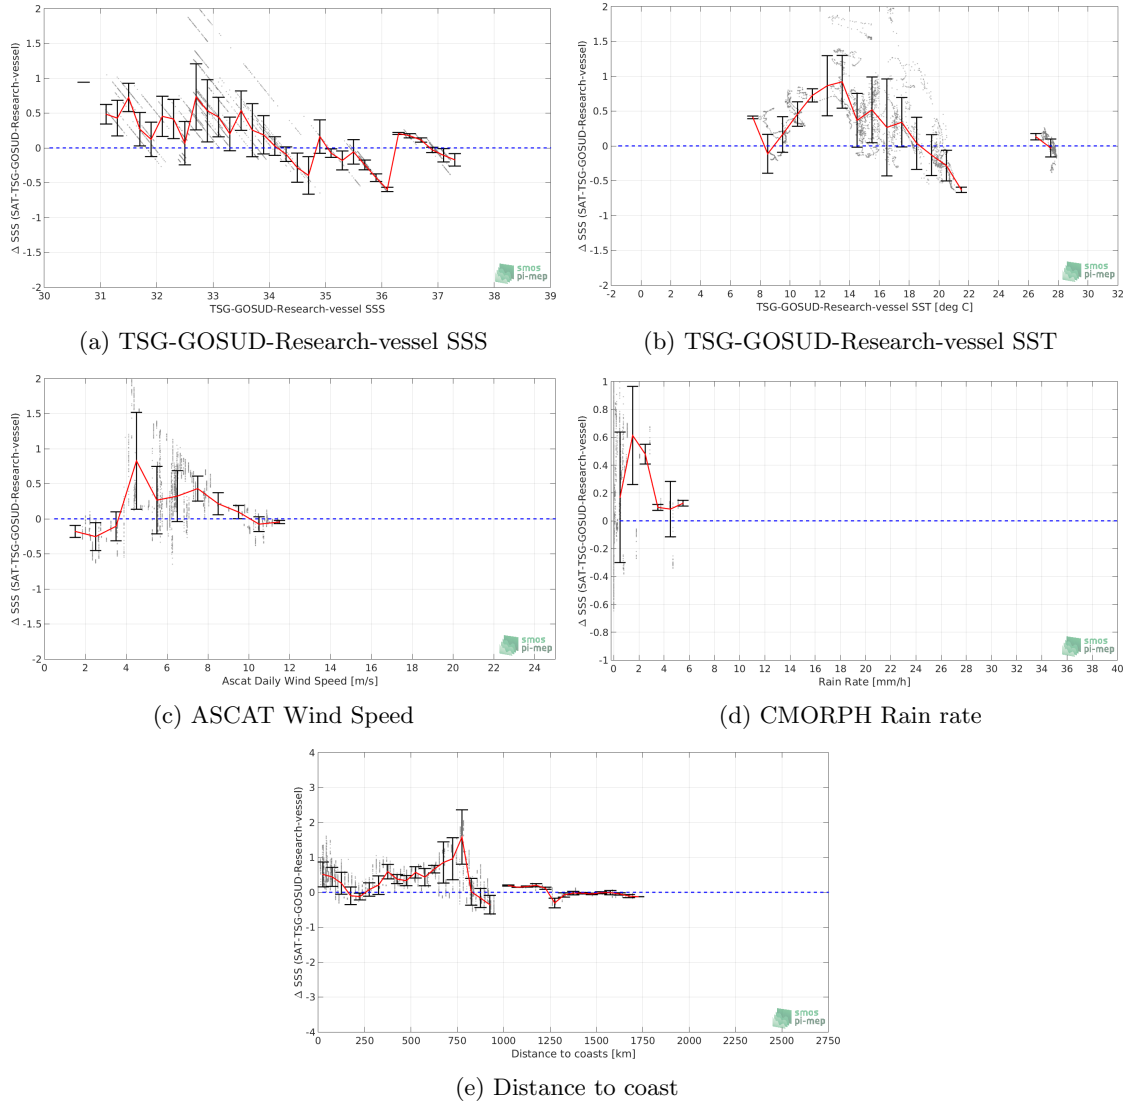 2
1.5
1
0.5
0
-0.5
-1
-1.5
-2
Δ SSS (SAT-TSG-GOSUD-Research-vessel)
30 31 32 33 34 35 36 37 38 39
TSG-GOSUD-Research-vessel SSS
smos
pi-mep
(a) TSG-GOSUD-Research-vessel SSS
2
1.5
1
0.5
0
-0.5
-1
-1.5
-2
Δ SSS (SAT-TSG-GOSUD-Research-vessel)
-2 0 2 4 6 8 10 12 14 16 18 20 22 24 26 28 30 32
TSG-GOSUD-Research-vessel SST [deg C]
smos
pi-mep
(b) TSG-GOSUD-Research-vessel SST
2
1.5
1
0.5
0
-0.5
-1
-1.5
-2
Δ SSS (SAT-TSG-GOSUD-Research-vessel)
2 4 6 8 10 12 14 16 18 20 22 24
Ascat Daily Wind Speed [m/s]
smos
pi-mep
(c) ASCAT Wind Speed
1
0.8
0.6
0.4
0.2
0
-0.2
-0.4
-0.6
-0.8
-1
Δ SSS (SAT-TSG-GOSUD-Research-vessel)
0 2 4 6 8 10 12 14 16 18 20 22 24 26 28 30 32 34 36 38 40
Rain Rate [mm/h]
smos
pi-mep
(d) CMORPH Rain rate
4
3
2
1
0
-1
-2
-3
-4
Δ SSS (SAT-TSG-GOSUD-Research-vessel)
0 250 500 750 1000 1250 1500 1750 2000 2250 2500 2750
Distance to coasts [km]
smos
pi-mep
(e) Distance to coast